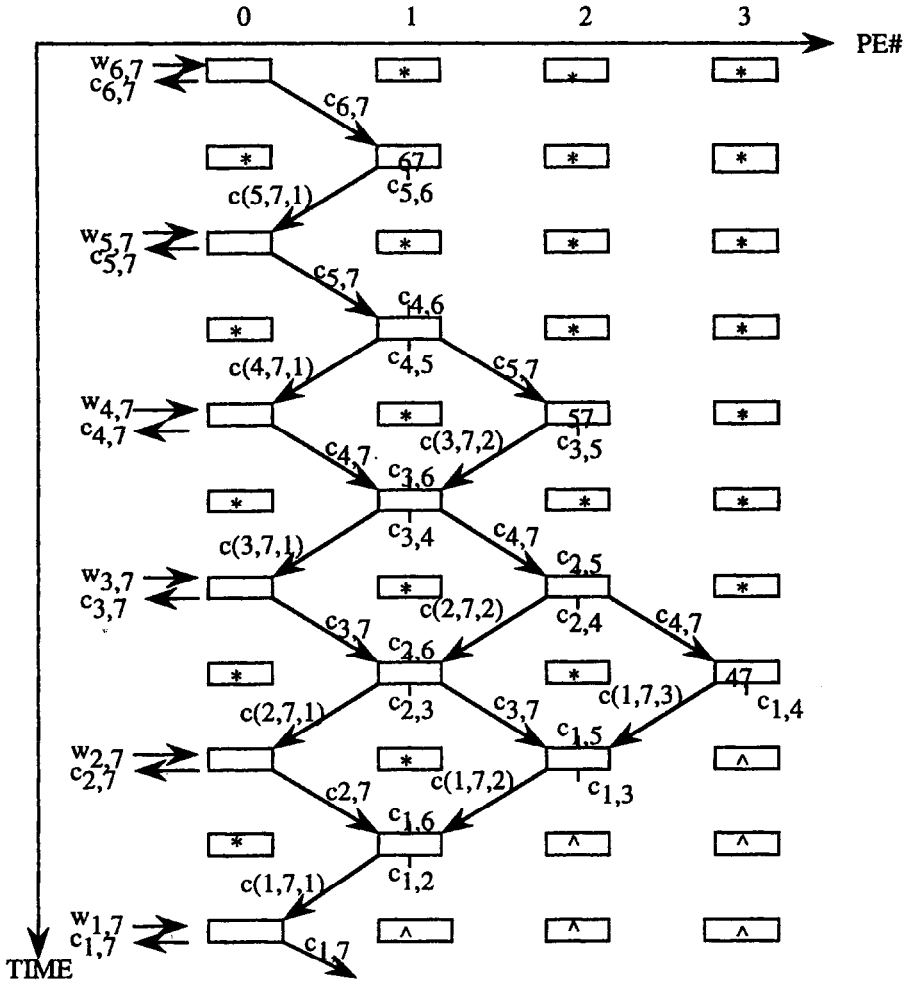 0 1 2 3
PE#
w6,7 * * *
c6,7
c6,7
* 67 * *
c5,6
c(5,7,1)
w5,7 * * *
c5,7
c5,7
c4,6
* * *
c4,5
c(4,7,1) c5,7
w4,7 * 57 *
c4,7
c3,5
c4,7 c(3,7,2)
c3,6
* * *
c3,4
c(3,7,1) c4,7
c2,5
w3,7 * *
c3,7
c2,4
c3,7 c(2,7,2) c4,7
c2,6
* * 47
c2,3 c(1,7,3) c1,4
c(2,7,1) c3,7
c1,5
w2,7 * ^
c2,7
c1,3
c2,7 c(1,7,2)
c1,6
* ^ ^
c1,2
c(1,7,1)
w1,7 ^ ^ ^
c1,7
c1,7
TIME